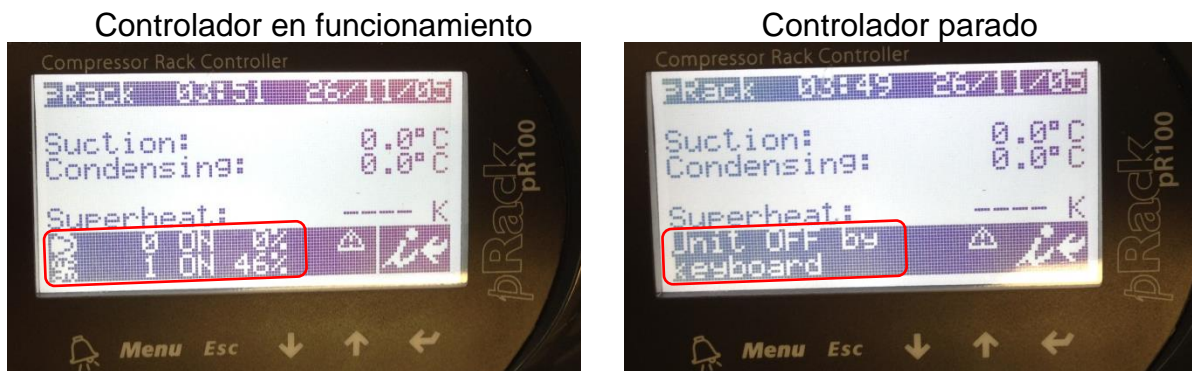 Controlador en funcionamiento
Compressor Rack Controller
Rack 03:51 26/11/05
Suction: 0.0°C
Condensing: 0.0°C
Superheat: ---- K
0 ON 0%
1 ON 46%
Menu Esc
pRack
pR100
Controlador parado
Compressor Rack Controller
Rack 03:49 26/11/05
Suction: 0.0°C
Condensing: 0.0°C
Superheat: ---- K
Unit OFF by
keyboard
Menu Esc
pRack
pR100